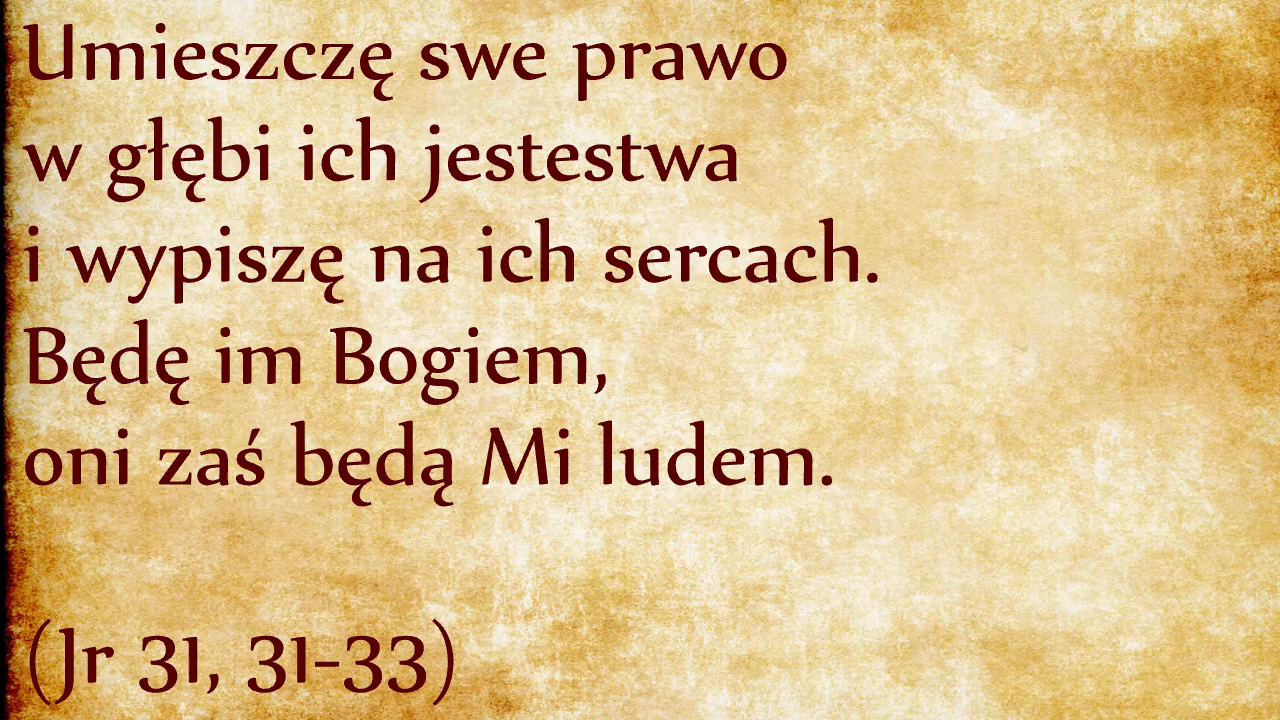 Umieszczę swe prawo
w głębi ich jestestwa
i wypiszę na ich sercach.
Będę im Bogiem,
oni zaś będą Mi ludem.
(Jr 31, 31-33)